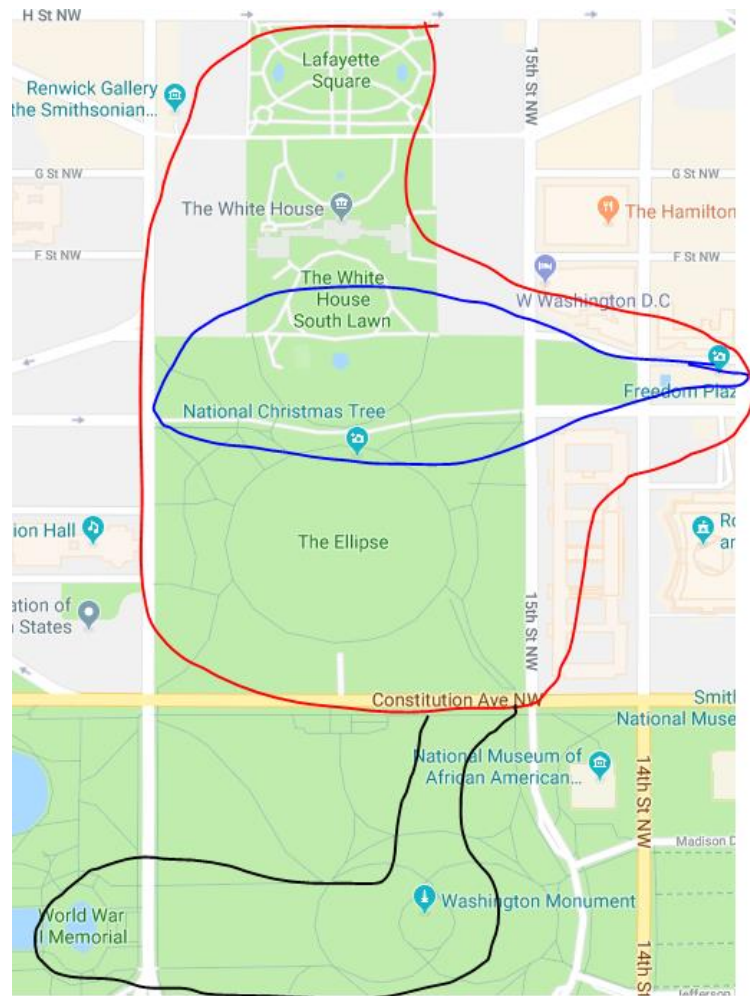 H St NW
Lafayette
Square
15th St NW
Renwick Gallery
the Smithsonian...
G St NW
G St NW
The White House
The Hamilton
F St NW
F St NW
The White
House
South Lawn
W Washington D.C
National Christmas Tree
Freedom Plaz
ion Hall
The Ellipse
Ro
ar
ation of
States
15th St NW
Constitution Ave NW
Smit
National Muse
National Museum of
African American...
14th St NW
Madison D
Washington Monument
World War
I Memorial
14th St
Jefferson